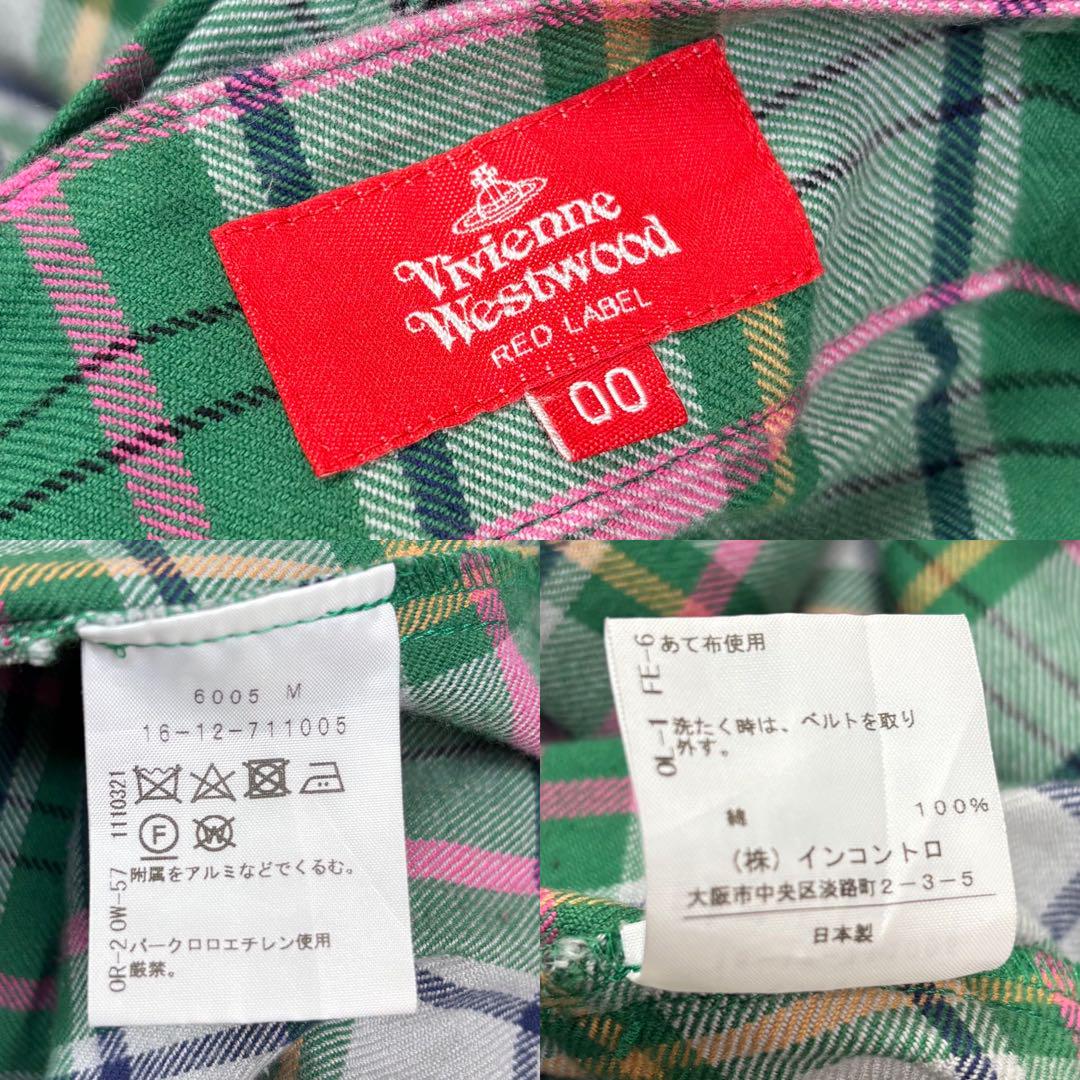 Vivienne
Westwood
RED LABEL
00
6005 M
16-12-711005
F
W
附属をアルミなどでくるむ。
パークロロエチレン使用
厳禁。
OR-2 OW-57 1110321
あて布使用
洗たく時は、ベルトを取り
外す。
OL-1 FE-6
綿 100%
(株)インコントロ
大阪市中央区淡路町2-3-5
日本製